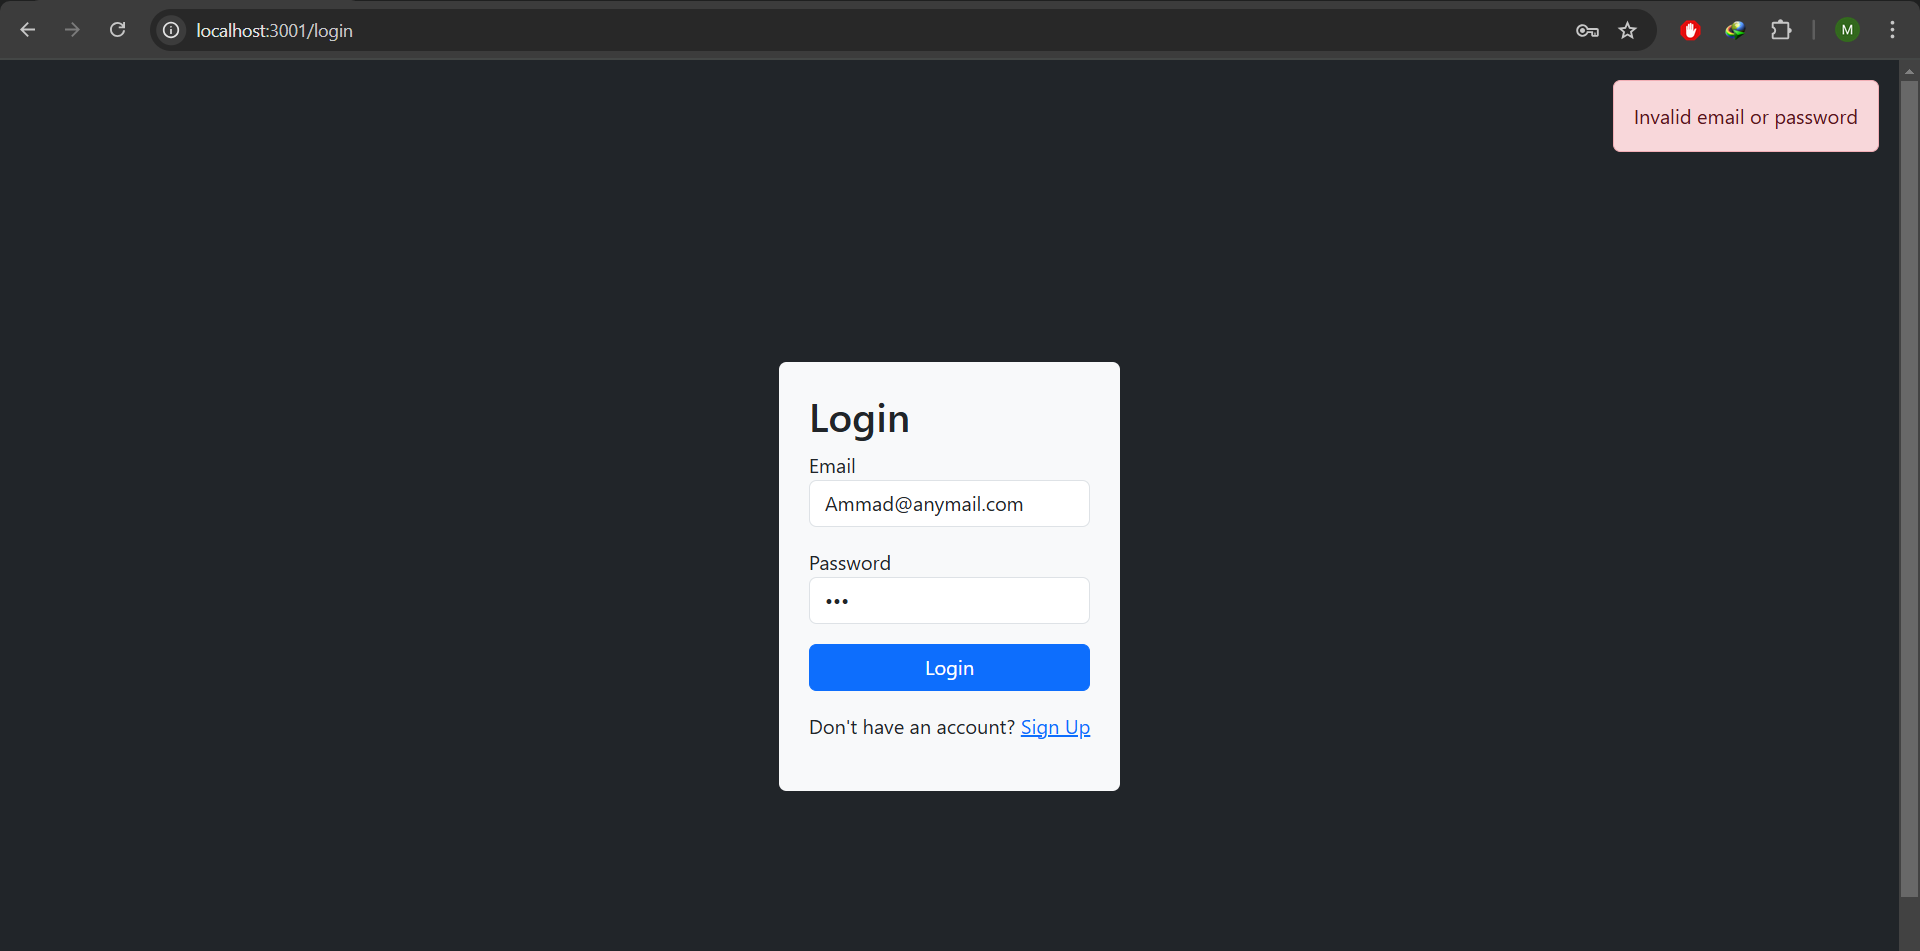 localhost:3001/login
M
Invalid email or password
Login
Email
Ammad@anymail.com
Password
•••
Login
Don't have an account? Sign Up